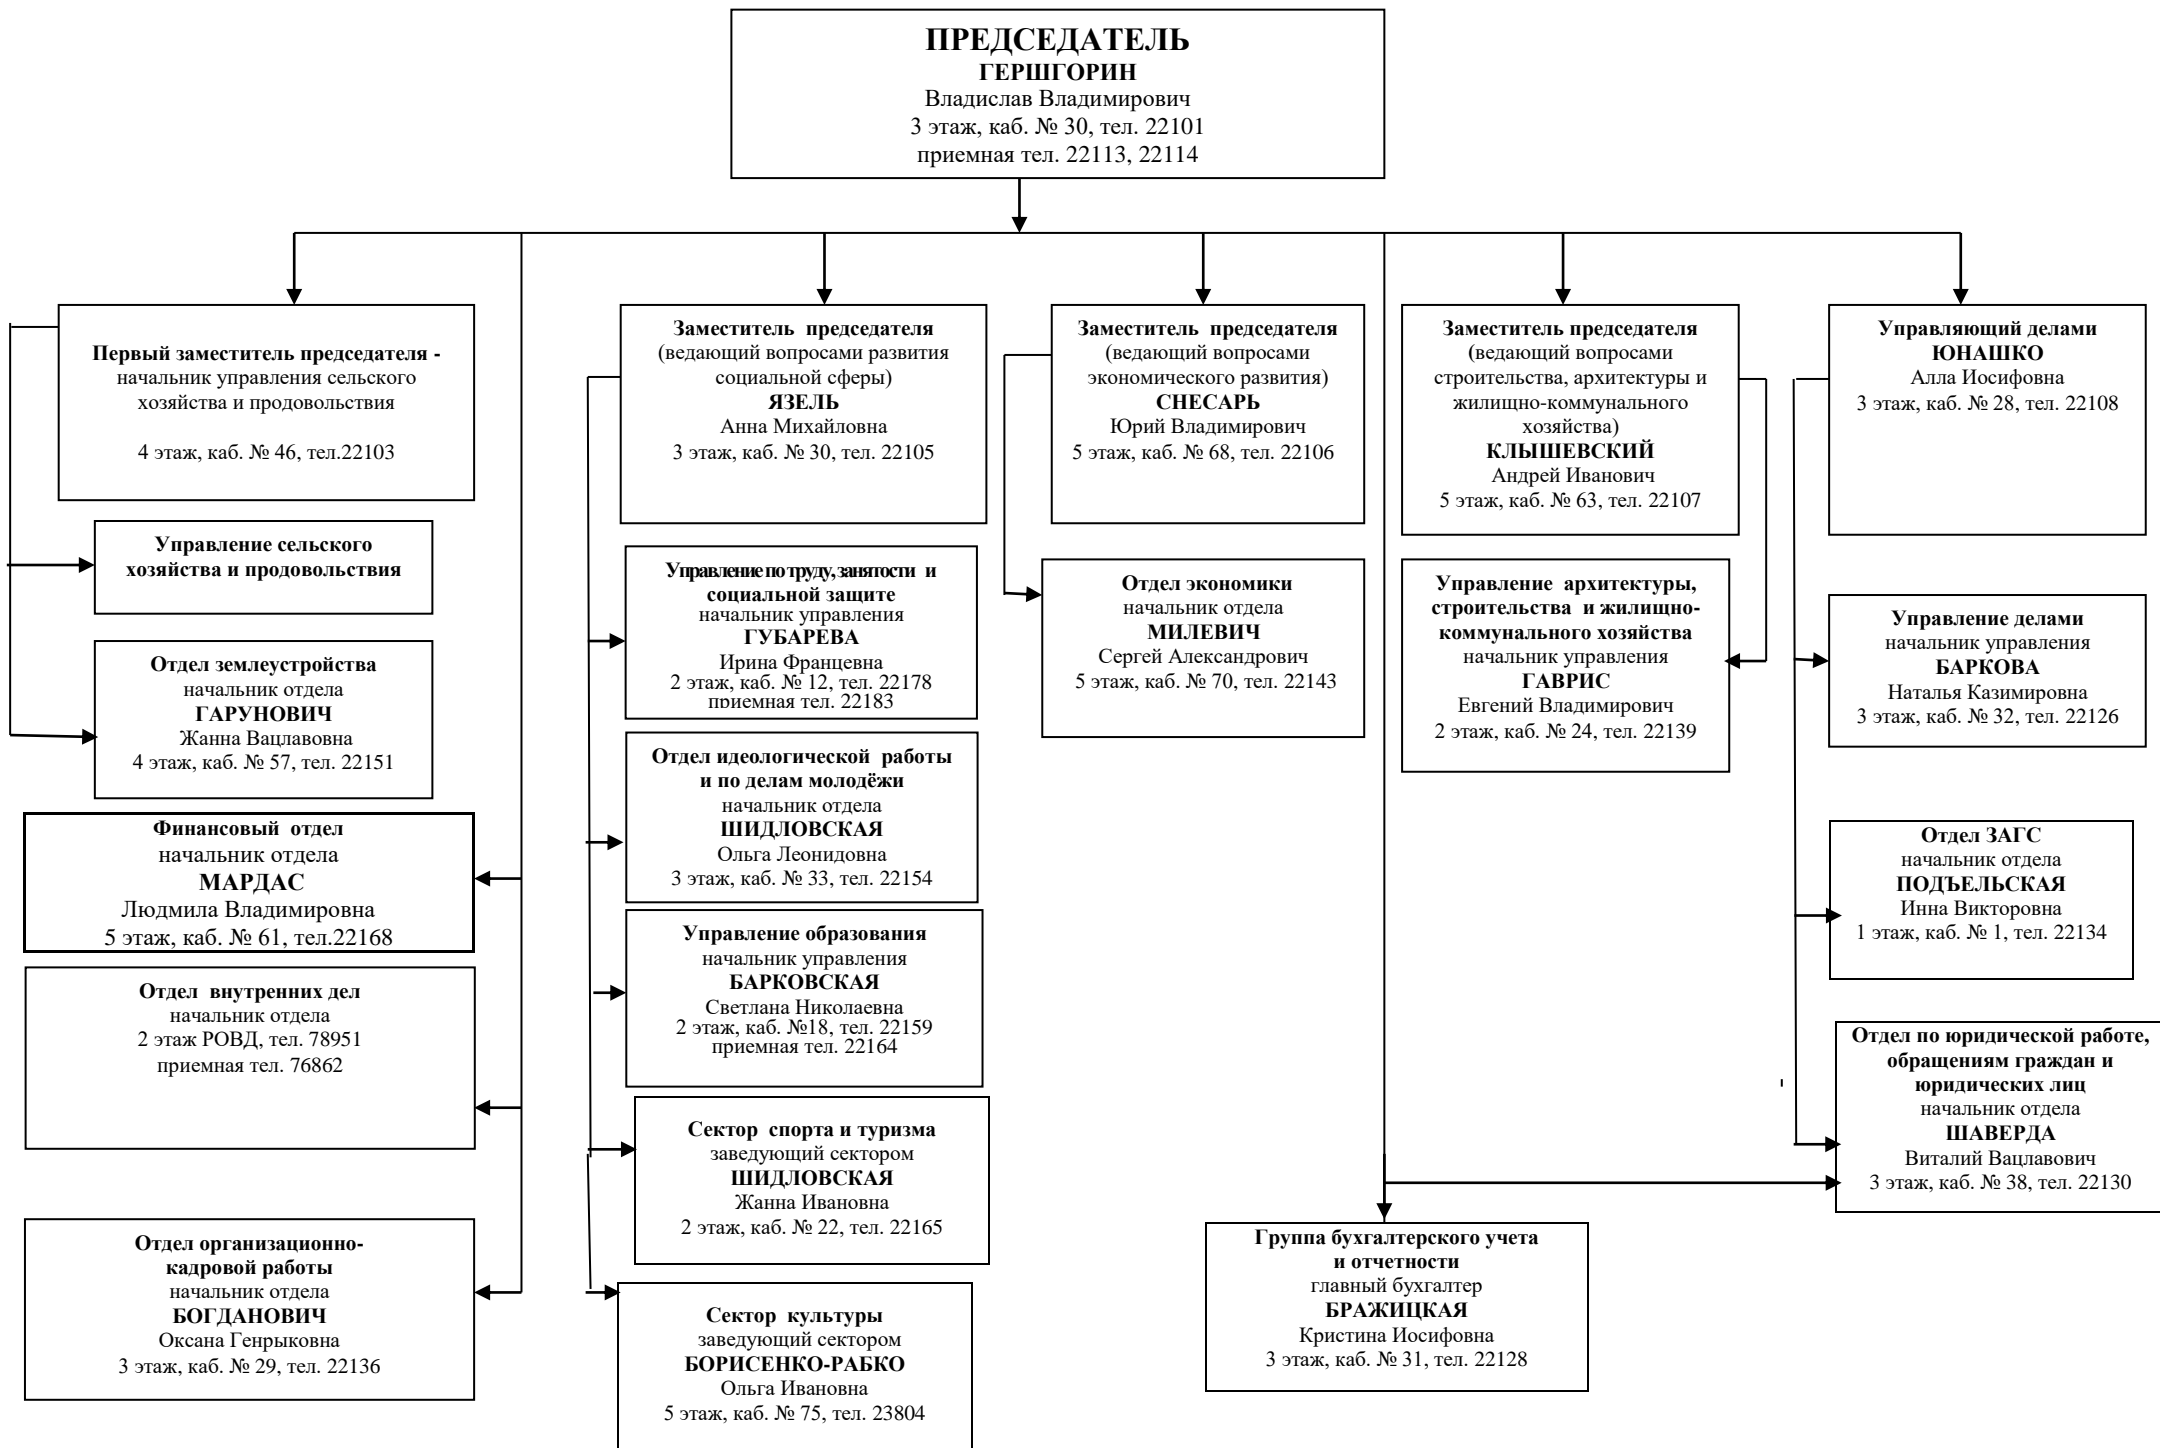 ПРЕДСЕДАТЕЛЬ
ГЕРШГОРИН
Владислав Владимирович
3 этаж, каб. № 30, тел. 22101
приемная тел. 22113, 22114
Первый заместитель председателя -
начальник управления сельского
хозяйства и продовольствия
4 этаж, каб. № 46, тел.22103
Заместитель председателя
(ведающий вопросами развития
социальной сферы)
ЯЗЕЛЬ
Анна Михайловна
3 этаж, каб. № 30, тел. 22105
Заместитель председателя
(ведающий вопросами
экономического развития)
СНЕСАРЬ
Юрий Владимирович
5 этаж, каб. № 68, тел. 22106
Заместитель председателя
(ведающий вопросами
строительства, архитектуры и
жилищно-коммунального
хозяйства)
КЛЫШЕВСКИЙ
Андрей Иванович
5 этаж, каб. № 63, тел. 22107
Управляющий делами
ЮНАШКО
Алла Иосифовна
3 этаж, каб. № 28, тел. 22108
Управление сельского
хозяйства и продовольствия
Отдел землеустройства
начальник отдела
ГАРУНОВИЧ
Жанна Вацлавовна
4 этаж, каб. № 57, тел. 22151
Финансовый отдел
начальник отдела
МАРДАС
Людмила Владимировна
5 этаж, каб. № 61, тел.22168
Отдел внутренних дел
начальник отдела
2 этаж РОВД, тел. 78951
приемная тел. 76862
Отдел организационно-
кадровой работы
начальник отдела
БОГДАНОВИЧ
Оксана Генрыковна
3 этаж, каб. № 29, тел. 22136
Управление по труду, занятости и
социальной защите
начальник управления
ГУБАРЕВА
Ирина Францевна
2 этаж, каб. № 12, тел. 22178
приемная тел. 22183
Отдел идеологической работы
и по делам молодёжи
начальник отдела
ШИДЛОВСКАЯ
Ольга Леонидовна
3 этаж, каб. № 33, тел. 22154
Управление образования
начальник управления
БАРКОВСКАЯ
Светлана Николаевна
2 этаж, каб. №18, тел. 22159
приемная тел. 22164
Сектор спорта и туризма
заведующий сектором
ШИДЛОВСКАЯ
Жанна Ивановна
2 этаж, каб. № 22, тел. 22165
Сектор культуры
заведующий сектором
БОРИСЕНКО-РАБКО
Ольга Ивановна
5 этаж, каб. № 75, тел. 23804
Отдел экономики
начальник отдела
МИЛЕВИЧ
Сергей Александрович
5 этаж, каб. № 70, тел. 22143
Управление архитектуры,
строительства и жилищно-
коммунального хозяйства
начальник управления
ГАВРИС
Евгений Владимирович
2 этаж, каб. № 24, тел. 22139
Группа бухгалтерского учета
и отчетности
главный бухгалтер
БРАЖИЦКАЯ
Кристина Иосифовна
3 этаж, каб. № 31, тел. 22128
Управление делами
начальник управления
БАРКОВА
Наталья Казимировна
3 этаж, каб. № 32, тел. 22126
Отдел ЗАГС
начальник отдела
ПОДЪЕЛЬСКАЯ
Инна Викторовна
1 этаж, каб. № 1, тел. 22134
Отдел по юридической работе,
обращениям граждан и
юридических лиц
начальник отдела
ШАВЕРДА
Виталий Вацлавович
3 этаж, каб. № 38, тел. 22130